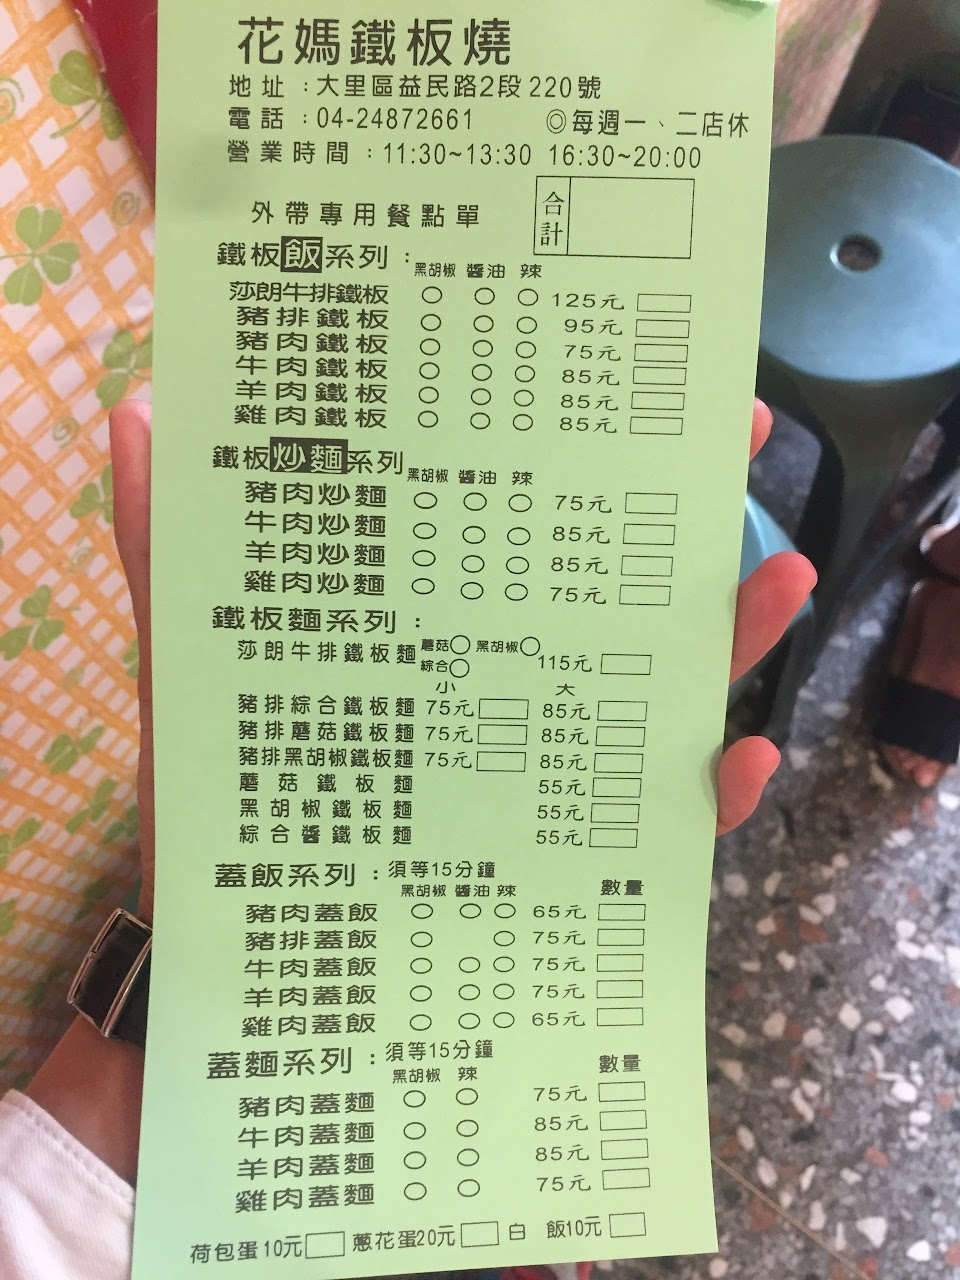 花媽鐵板燒
地址：大里區益民路2段220號
電話：04-24872661 ◎每週一、二店休
營業時間：11:30~13:30 16:30~20:00
外帶專用餐點單 合計
鐵板飯系列： 黑胡椒 醬油 辣
莎朗牛排鐵板 ○ ○ ○ 125元
豬排鐵板 ○ ○ ○ 95元
豬肉鐵板 ○ ○ ○ 75元
牛肉鐵板 ○ ○ ○ 85元
羊肉鐵板 ○ ○ ○ 85元
雞肉鐵板 ○ ○ ○ 85元
鐵板炒麵系列 黑胡椒 醬油 辣
豬肉炒麵 ○ ○ ○ 75元
牛肉炒麵 ○ ○ ○ 85元
羊肉炒麵 ○ ○ ○ 85元
雞肉炒麵 ○ ○ ○ 75元
鐵板麵系列：
莎朗牛排鐵板麵 蘑菇○ 黑胡椒○ 綜合○ 115元
小 大
豬排綜合鐵板麵 75元 85元
豬排蘑菇鐵板麵 75元 85元
豬排黑胡椒鐵板麵 75元 85元
蘑菇鐵板麵 55元
黑胡椒鐵板麵 55元
綜合醬鐵板麵 55元
蓋飯系列：須等15分鐘
黑胡椒 醬油 辣 數量
豬肉蓋飯 ○ ○ ○ 65元
豬排蓋飯 ○ ○ 75元
牛肉蓋飯 ○ ○ ○ 75元
羊肉蓋飯 ○ ○ ○ 75元
雞肉蓋飯 ○ ○ ○ 65元
蓋麵系列：須等15分鐘
黑胡椒 辣 數量
豬肉蓋麵 ○ ○ 75元
牛肉蓋麵 ○ ○ 85元
羊肉蓋麵 ○ ○ 85元
雞肉蓋麵 ○ ○ 75元
荷包蛋10元 蔥花蛋20元 白飯10元